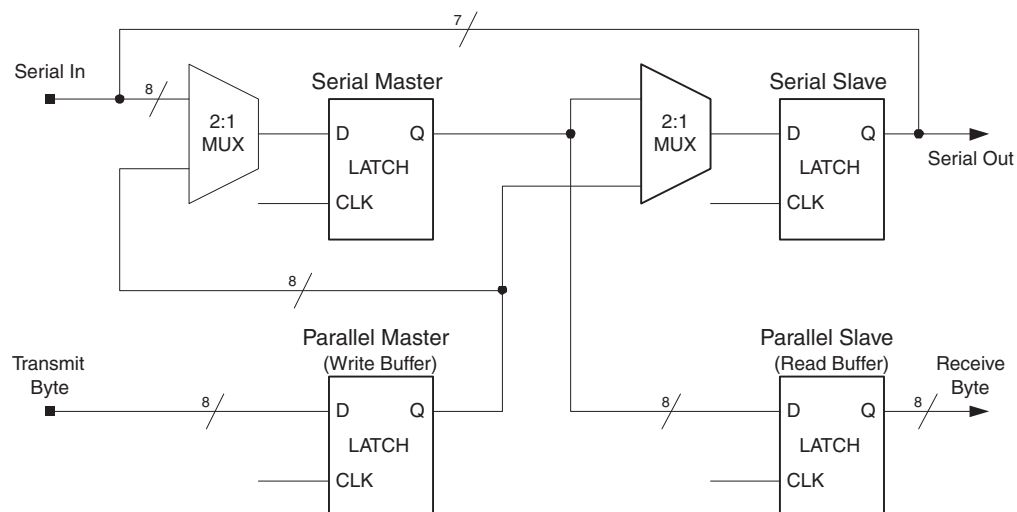 7
Serial In
8
2:1
MUX
Serial Master
D Q
LATCH
CLK
2:1
MUX
Serial Slave
D Q
LATCH
CLK
Serial Out
8
Transmit
Byte
8
Parallel Master
(Write Buffer)
D Q
LATCH
CLK
8
Parallel Slave
(Read Buffer)
D Q
LATCH
CLK
8
Receive
Byte